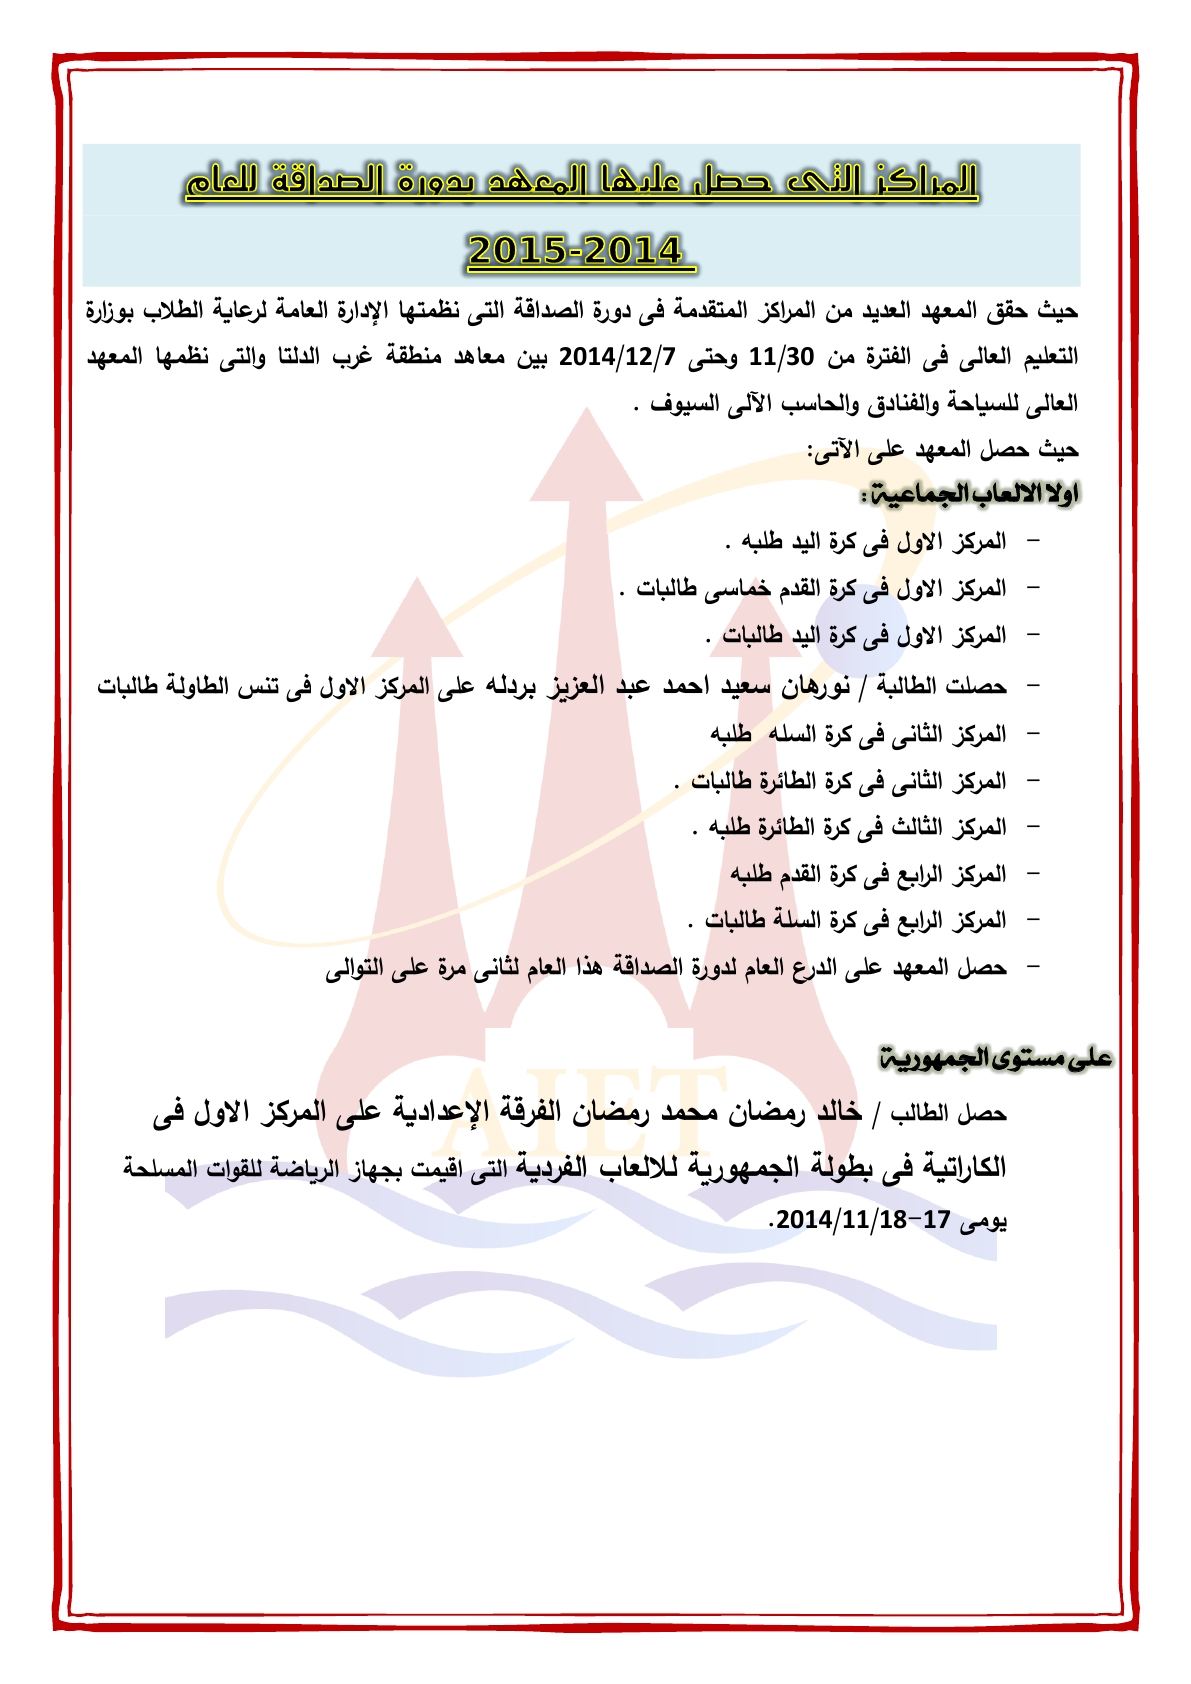 المراكز التى حصل عليها المعهد بدورة الصداقة للعام
2014-2015
حيث حقق المعهد العديد من المراكز المتقدمة فى دورة الصداقة التى نظمتها الإدارة العامة لرعاية الطلاب بوزارة
التعليم العالى فى الفترة من 11/30 وحتى 2014/12/7 بين معاهد منطقة غرب الدلتا والتى نظمها المعهد
العالى للسياحة والفنادق والحاسب الآلى السيوف .
حيث حصل المعهد على الآتى:
اولا الالعاب الجماعية :
- المركز الاول فى كرة اليد طلبه .
- المركز الاول فى كرة القدم خماسى طالبات .
- المركز الاول فى كرة اليد طالبات .
- حصلت الطالبة / نورهان سعيد احمد عبد العزيز بردله على المركز الاول فى تنس الطاولة طالبات
- المركز الثانى فى كرة السله طلبه
- المركز الثانى فى كرة الطائرة طالبات .
- المركز الثالث فى كرة الطائرة طلبه .
- المركز الرابع فى كرة القدم طلبه
- المركز الرابع فى كرة السلة طالبات .
- حصل المعهد على الدرع العام لدورة الصداقة هذا العام لثانى مرة على التوالى
على مستوى الجمهورية
حصل الطالب / خالد رمضان محمد رمضان الفرقة الإعدادية على المركز الاول فى
الكاراتية فى بطولة الجمهورية للالعاب الفردية التى اقيمت بجهاز الرياضة للقوات المسلحة
يومى 17-2014/11/18.
AIET